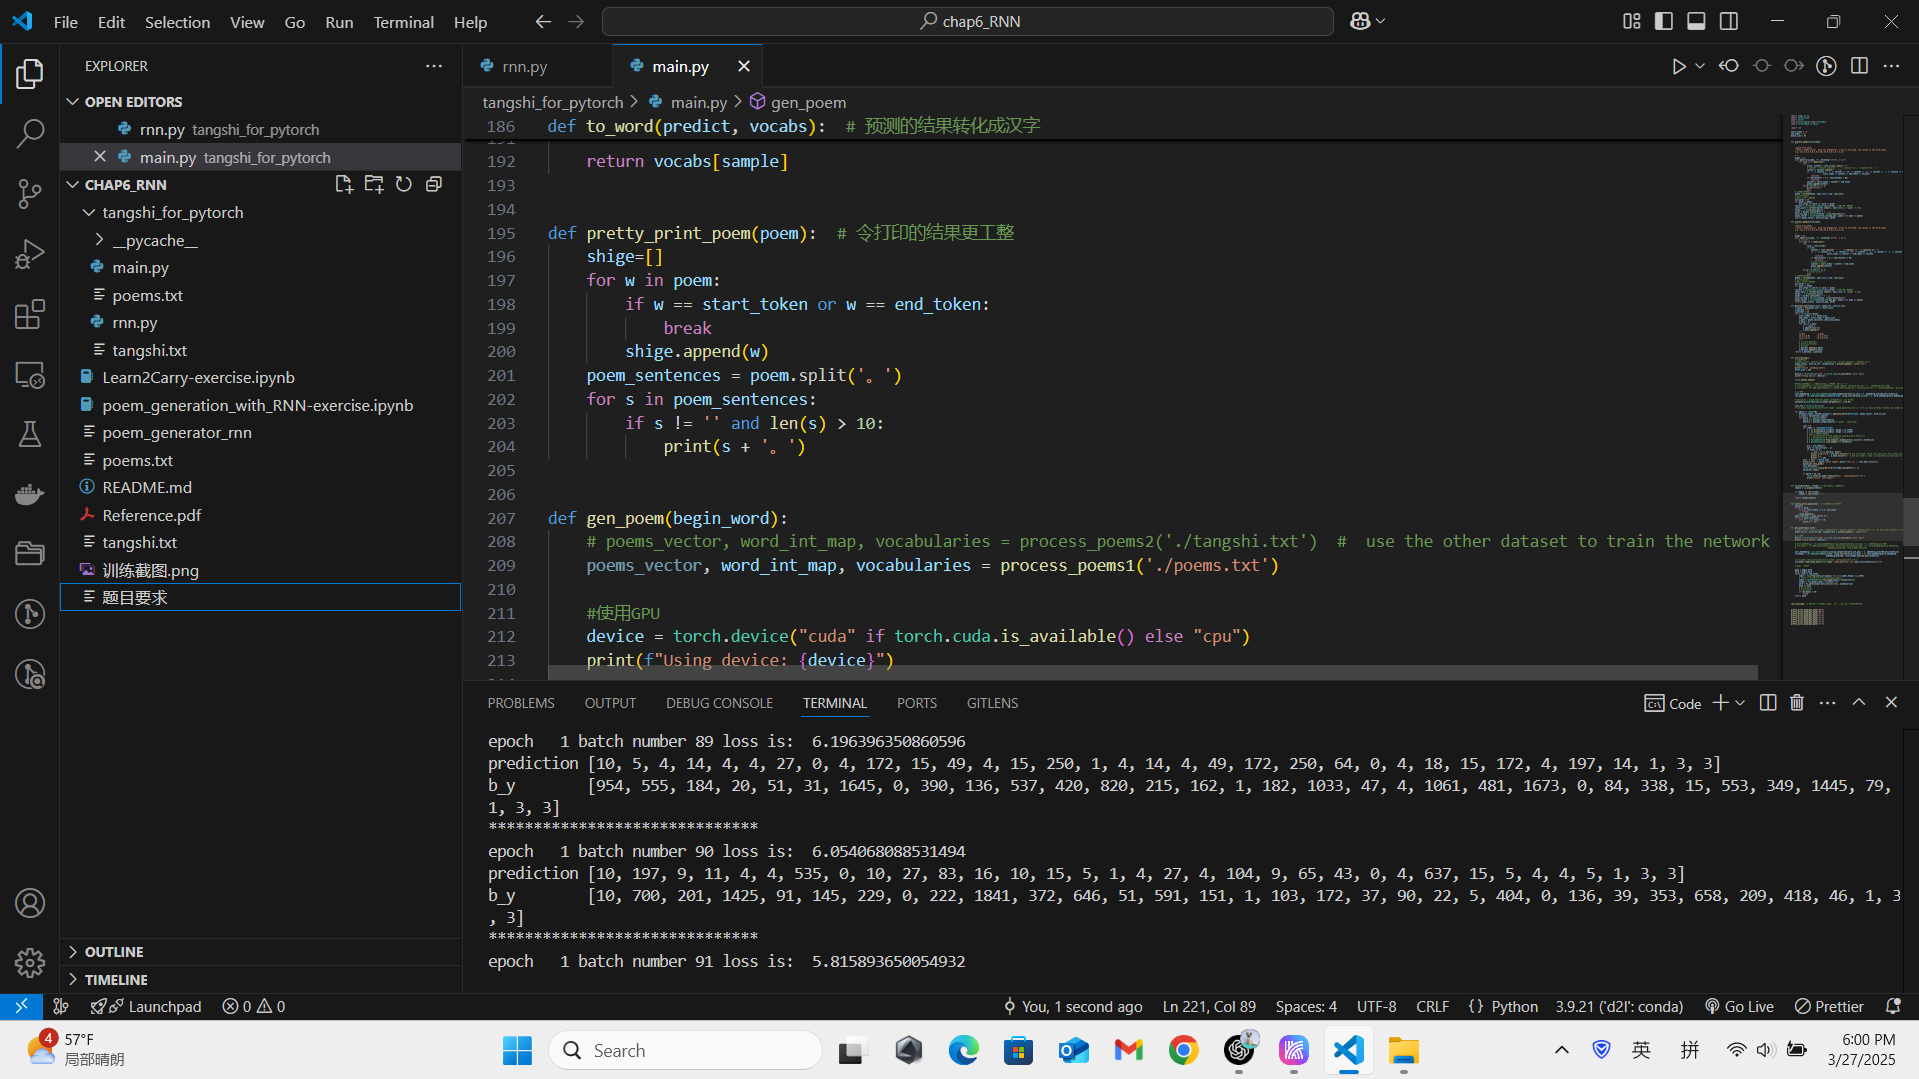 File Edit Selection View Go Run Terminal Help
chap6_RNN
EXPLORER
OPEN EDITORS
rnn.py tangshi_for_pytorch
main.py tangshi_for_pytorch
CHAP6_RNN
tangshi_for_pytorch
__pycache__
main.py
poems.txt
rnn.py
tangshi.txt
Learn2Carry-exercise.ipynb
poem_generation_with_RNN-exercise.ipynb
poem_generator_rnn
poems.txt
README.md
Reference.pdf
tangshi.txt
训练截图.png
题目要求
OUTLINE
TIMELINE
rnn.py
main.py
tangshi_for_pytorch > main.py > gen_poem
186 def to_word(predict, vocabs):  # 预测的结果转化成汉字
191
192     return vocabs[sample]
193
194
195 def pretty_print_poem(poem):  # 令打印的结果更工整
196     shige=[]
197     for w in poem:
198         if w == start_token or w == end_token:
199             break
200         shige.append(w)
201     poem_sentences = poem.split('。')
202     for s in poem_sentences:
203         if s != '' and len(s) > 10:
204             print(s + '。')
205
206
207 def gen_poem(begin_word):
208     # poems_vector, word_int_map, vocabularies = process_poems2('./tangshi.txt')  #  use the other dataset to train the network
209     poems_vector, word_int_map, vocabularies = process_poems1('./poems.txt')
210
211     #使用GPU
212     device = torch.device("cuda" if torch.cuda.is_available() else "cpu")
213     print(f"Using device: {device}")
PROBLEMS OUTPUT DEBUG CONSOLE TERMINAL PORTS GITLENS
Code
epoch   1 batch number 89 loss is:  6.196396350860596
prediction [10, 5, 4, 14, 4, 4, 27, 0, 4, 172, 15, 49, 4, 15, 250, 1, 4, 14, 4, 49, 172, 250, 64, 0, 4, 18, 15, 172, 4, 197, 14, 1, 3, 3]
b_y        [954, 555, 184, 20, 51, 31, 1645, 0, 390, 136, 537, 420, 820, 215, 162, 1, 182, 1033, 47, 4, 1061, 481, 1673, 0, 84, 338, 15, 553, 349, 1445, 79,
1, 3, 3]
******************************
epoch   1 batch number 90 loss is:  6.054068088531494
prediction [10, 197, 9, 11, 4, 4, 535, 0, 10, 27, 83, 16, 10, 15, 5, 1, 4, 27, 4, 104, 9, 65, 43, 0, 4, 637, 15, 5, 4, 4, 5, 1, 3, 3]
b_y        [10, 700, 201, 1425, 91, 145, 229, 0, 222, 1841, 372, 646, 51, 591, 151, 1, 103, 172, 37, 90, 22, 5, 404, 0, 136, 39, 353, 658, 209, 418, 46, 1, 3
, 3]
******************************
epoch   1 batch number 91 loss is:  5.815893650054932
Launchpad 0 0 You, 1 second ago Ln 221, Col 89 Spaces: 4 UTF-8 CRLF {} Python 3.9.21 ('d2l': conda) Go Live Prettier
4
57°F
局部晴朗
Search
英
拼
6:00 PM
3/27/2025